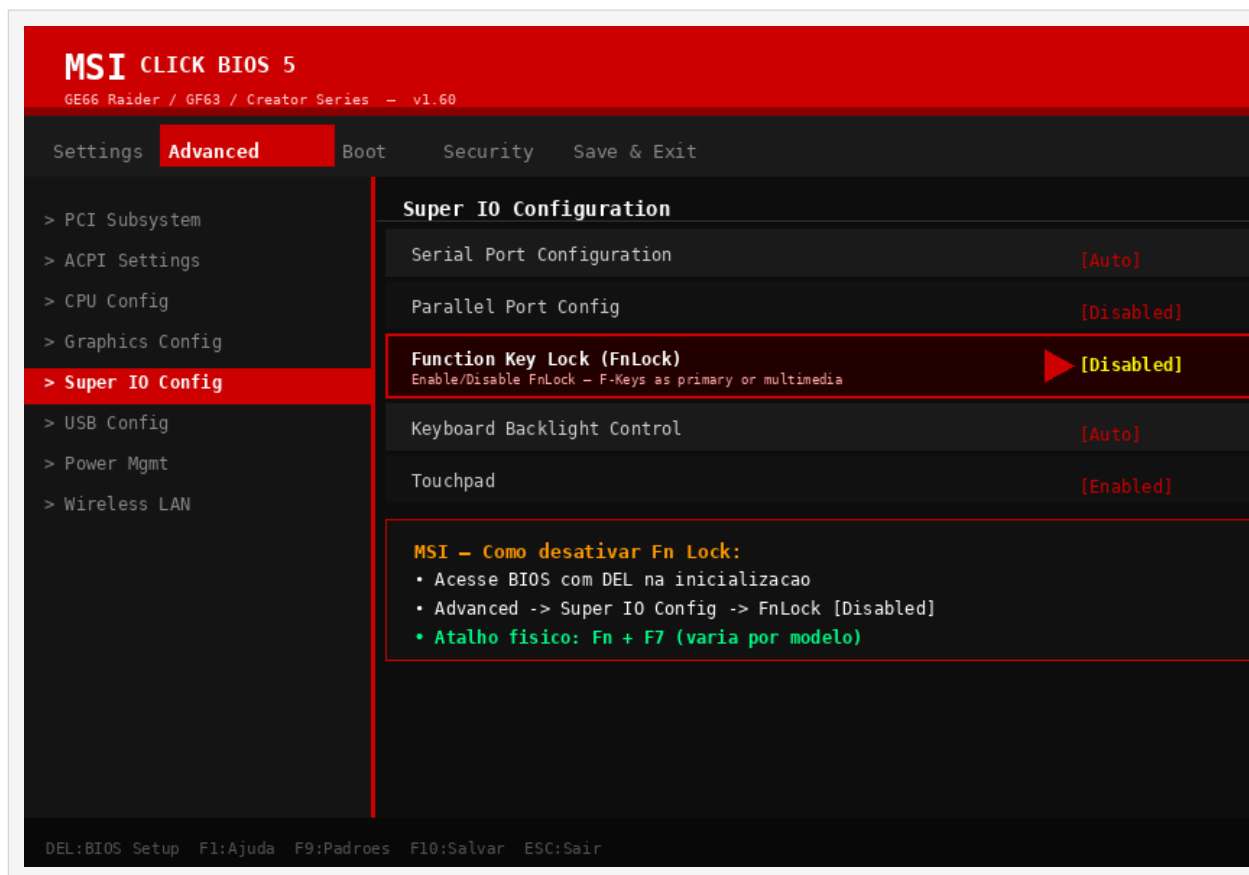 MSI CLICK BIOS 5
GE66 Raider / GF63 / Creator Series — v1.60
Settings Advanced Boot Security Save & Exit
> PCI Subsystem
> ACPI Settings
> CPU Config
> Graphics Config
> Super IO Config
> USB Config
> Power Mgmt
> Wireless LAN
Super IO Configuration
Serial Port Configuration [Auto]
Parallel Port Config [Disabled]
Function Key Lock (FnLock) [Disabled]
Enable/Disable FnLock — F-Keys as primary or multimedia
Keyboard Backlight Control [Auto]
Touchpad [Enabled]
MSI — Como desativar Fn Lock:
• Acesse BIOS com DEL na inicializacao
• Advanced -> Super IO Config -> FnLock [Disabled]
• Atalho fisico: Fn + F7 (varia por modelo)
DEL:BIOS Setup F1:Ajuda F9:Padroes F10:Salvar ESC:Sair